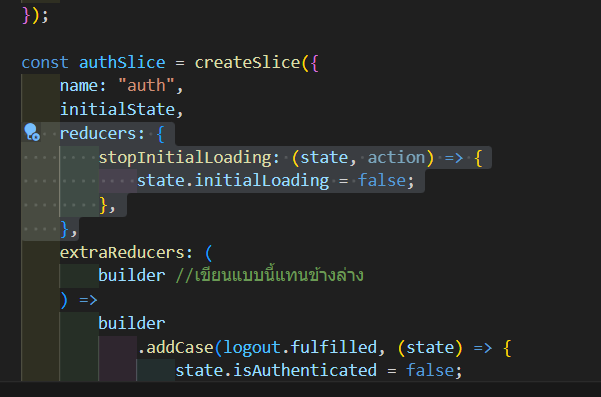 });
const authSlice = createSlice({
name: "auth",
initialState,
reducers: {
stopInitialLoading: (state, action) => {
state.initialLoading = false;
},
},
extraReducers: (
builder //เขียนแบบนี้แทนข้างล่าง
) =>
builder
.addCase(logout.fulfilled, (state) => {
state.isAuthenticated = false;